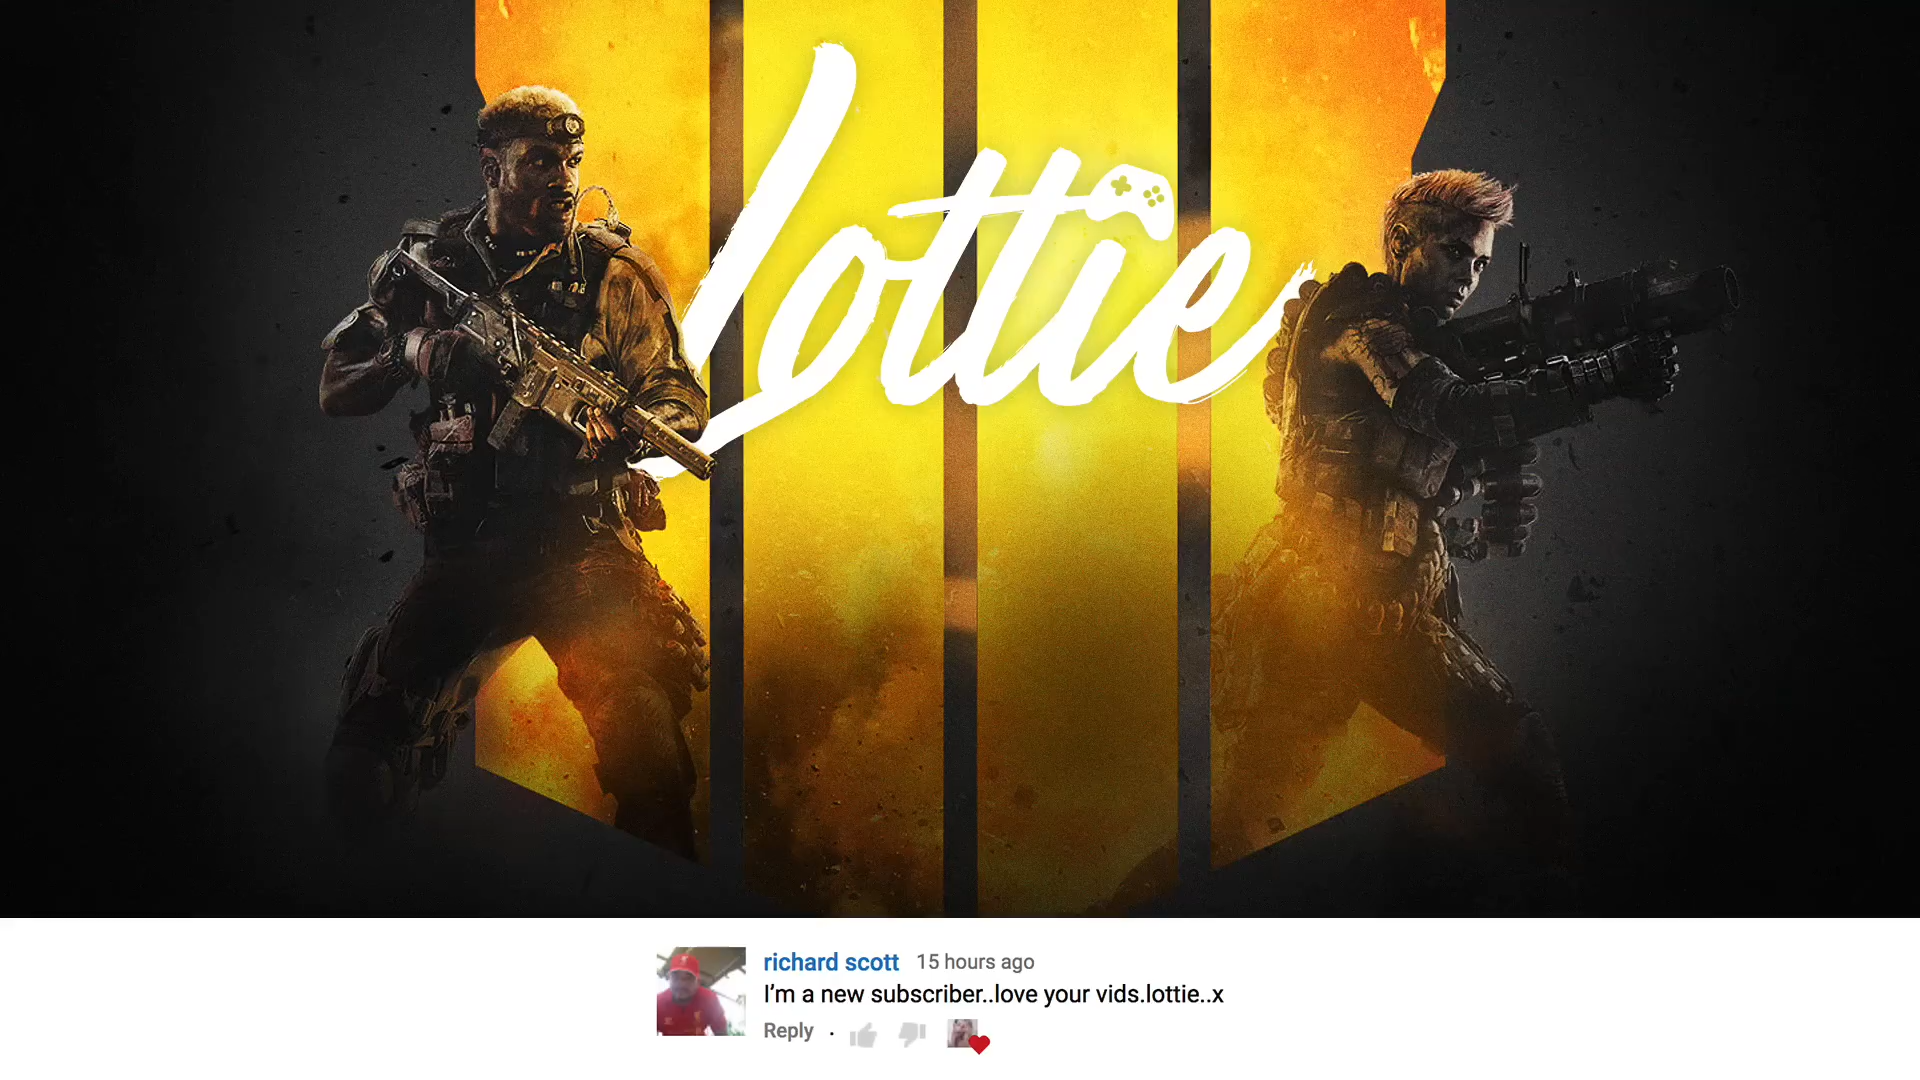 Lottie
richard scott 15 hours ago
I'm a new subscriber..love your vids.lottie..x
Reply ·